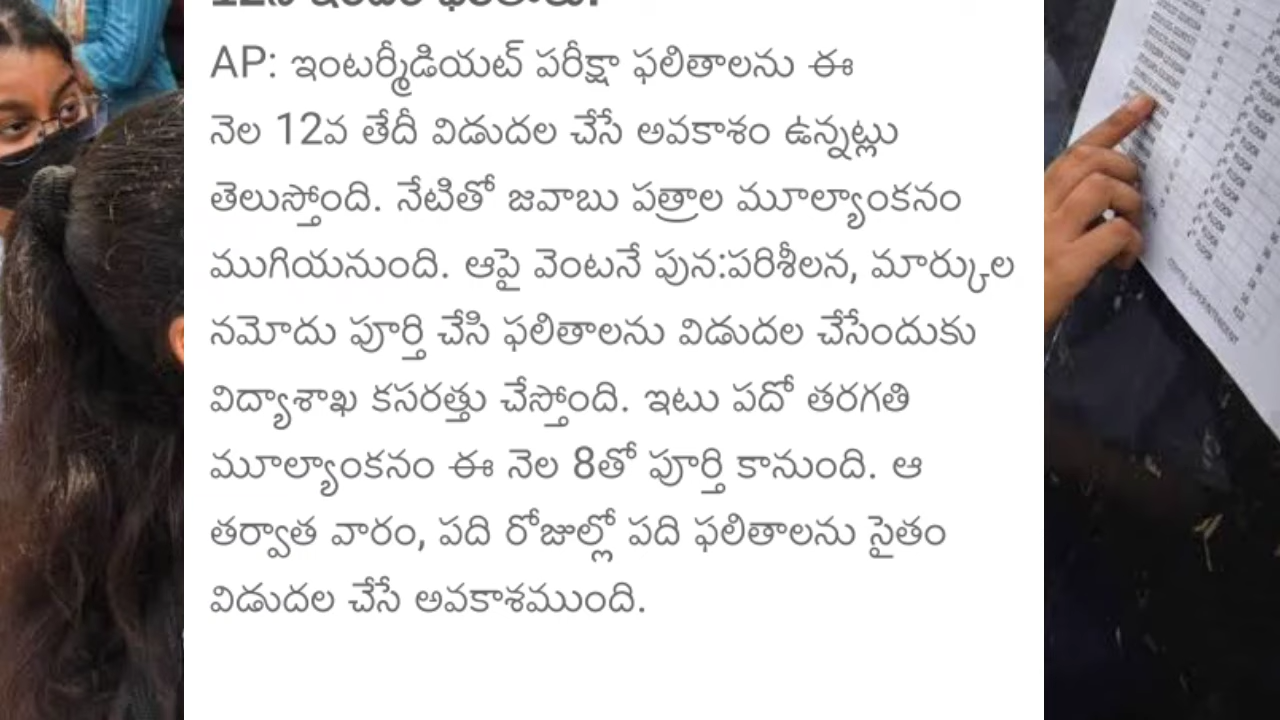 AP: ఇంటర్మీడియట్ పరీక్షా ఫలితాలను ఈ
నెల 12వ తేదీ విడుదల చేసే అవకాశం ఉన్నట్లు
తెలుస్తోంది. నేటితో జవాబు పత్రాల మూల్యాంకనం
ముగియనుంది. ఆపై వెంటనే పున:పరిశీలన, మార్కుల
నమోదు పూర్తి చేసి ఫలితాలను విడుదల చేసేందుకు
విద్యాశాఖ కసరత్తు చేస్తోంది. ఇటు పదో తరగతి
మూల్యాంకనం ఈ నెల 8తో పూర్తి కానుంది. ఆ
తర్వాత వారం, పది రోజుల్లో పది ఫలితాలను సైతం
విడుదల చేసే అవకాశముంది.